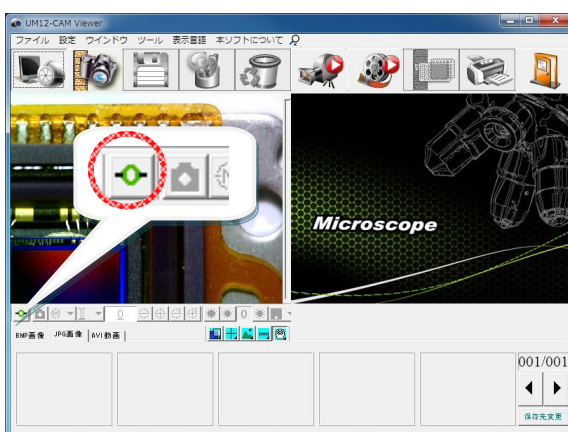 UM12-CAM Viewer
ファイル 設定 ウインドウ ツール 表示言語 本ソフトについて
Microscope
0 0
BMP画像 JPG画像 AVI動画
001/001
保存先変更